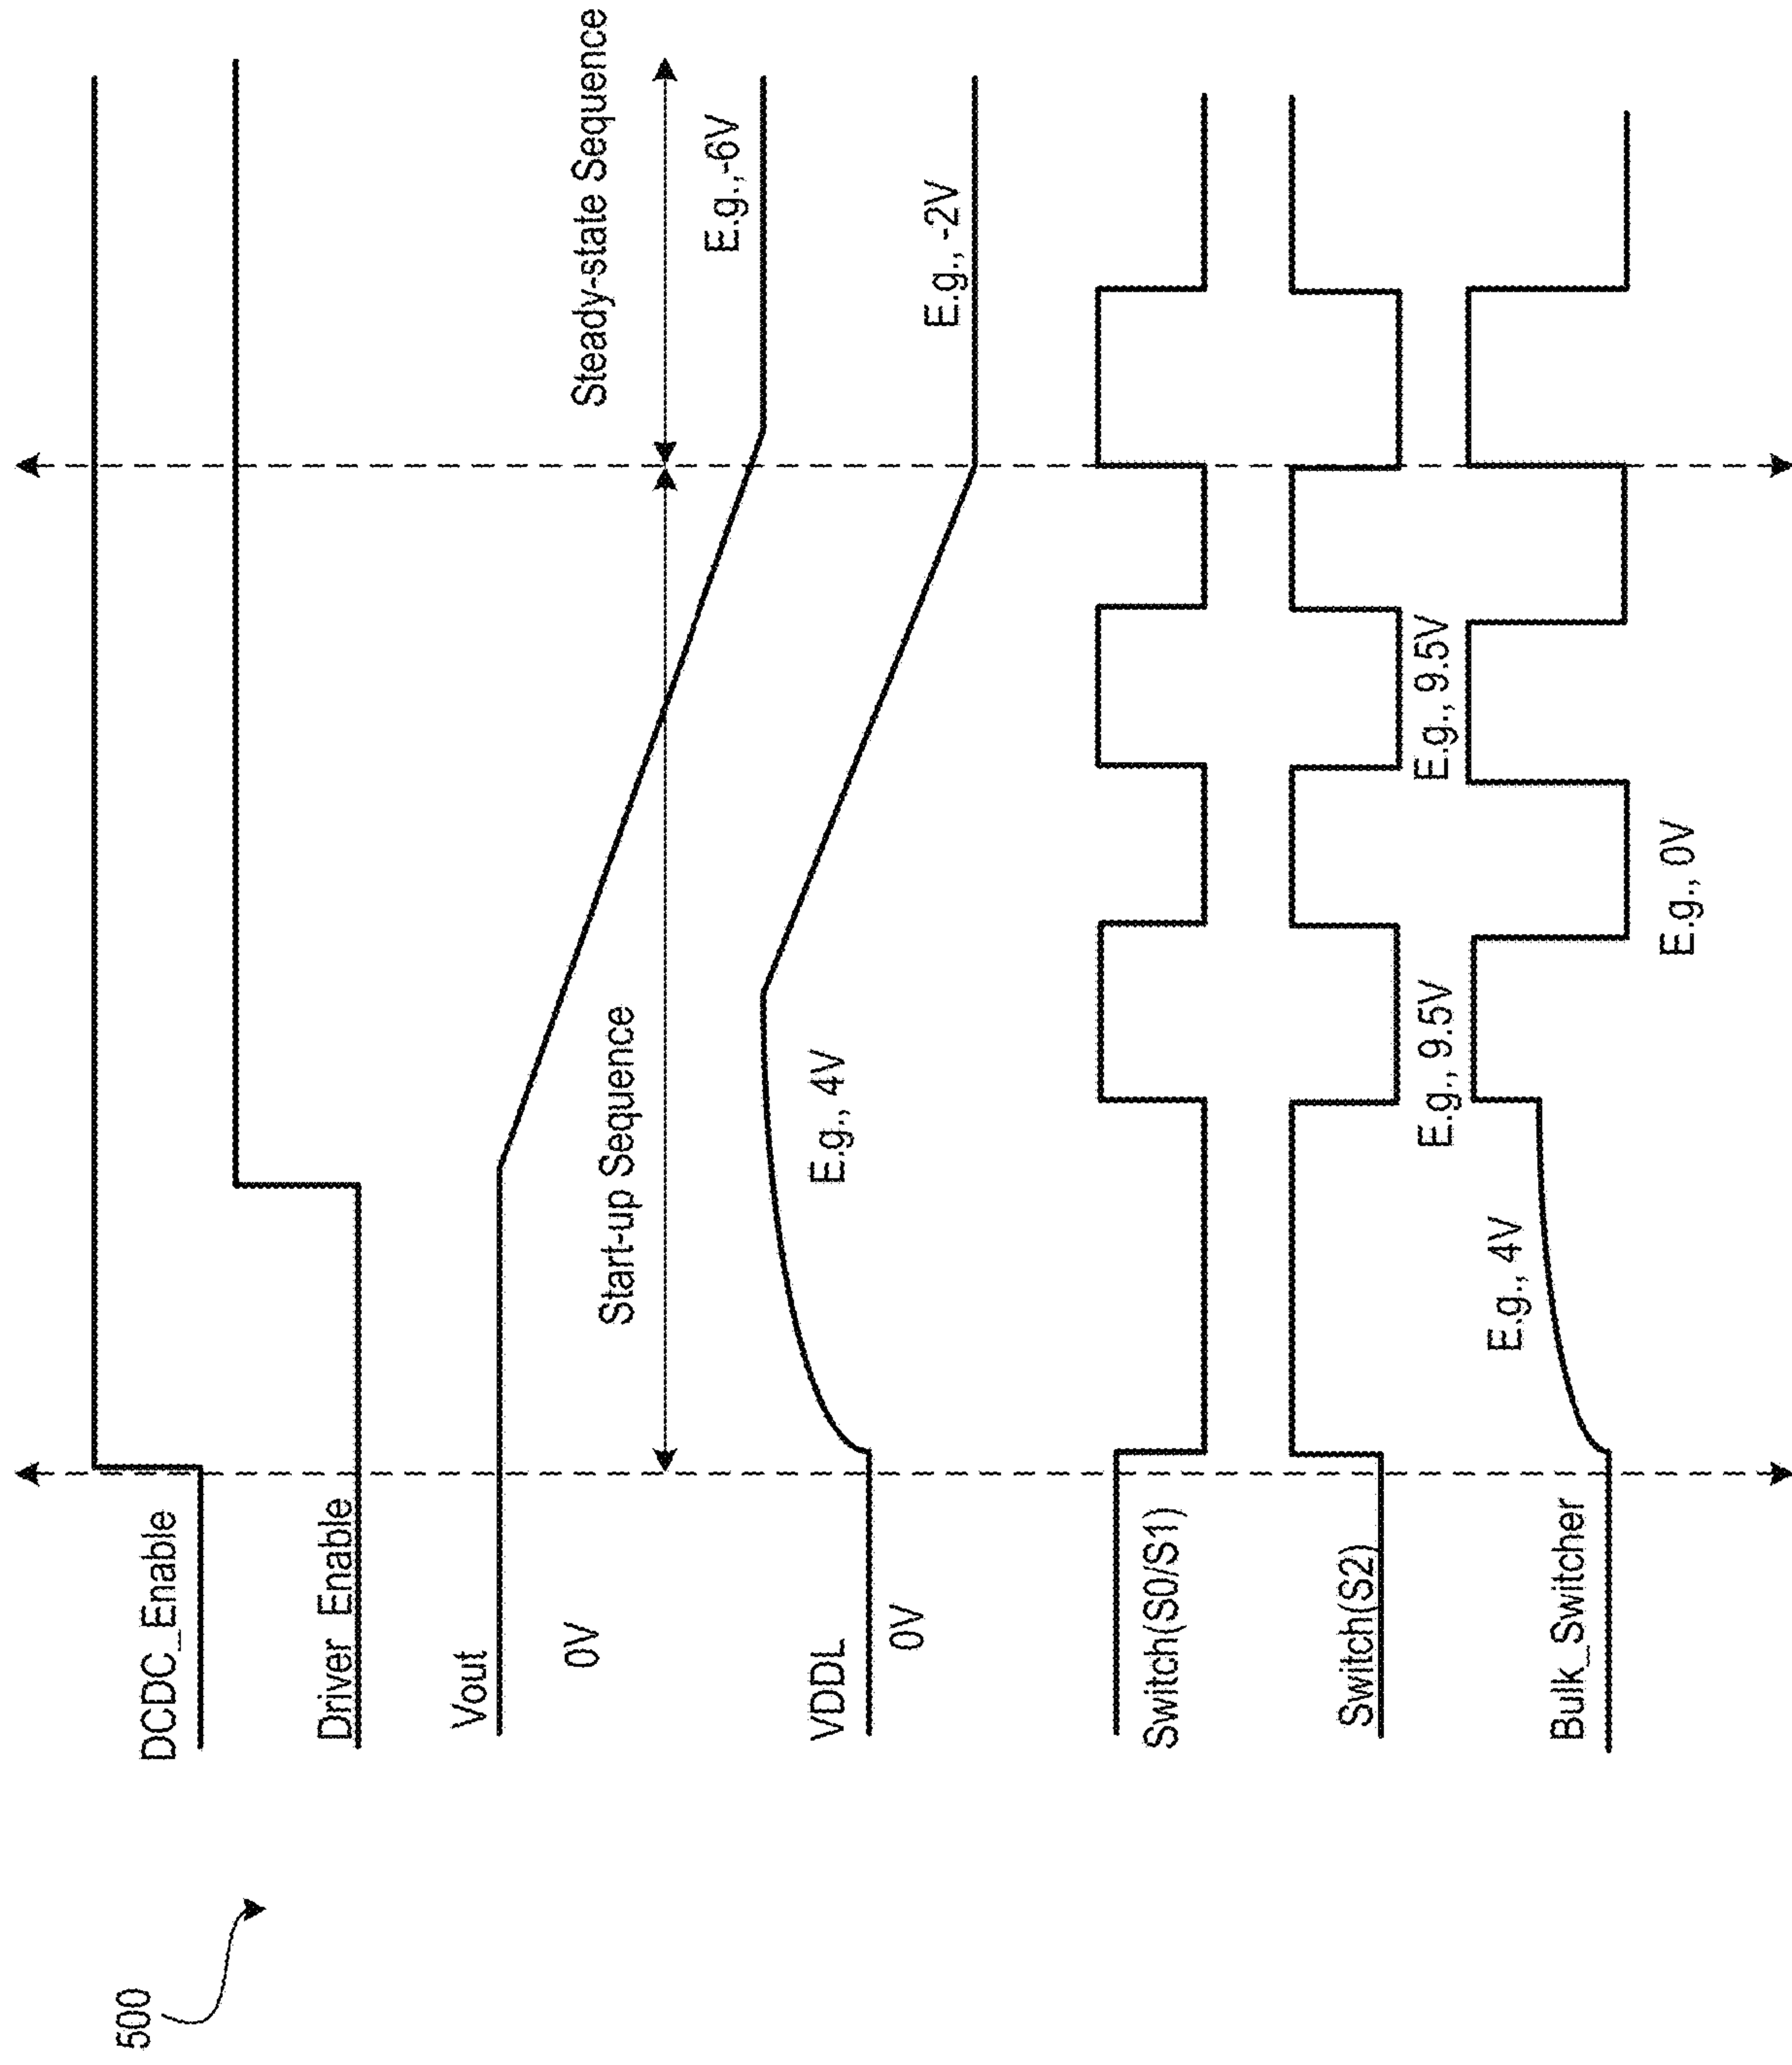 500
DCDC_Enable
Driver_Enable
Vout
0V
Start-up Sequence
Steady-state Sequence
E.g.,-6V
VDDL
0V
E.g., 4V
E.g., -2V
Switch(S0/S1)
Switch(S2)
E.g., 9.5V
E.g., 9.5V
Bulk_Switcher
E.g., 4V
E.g., 0V